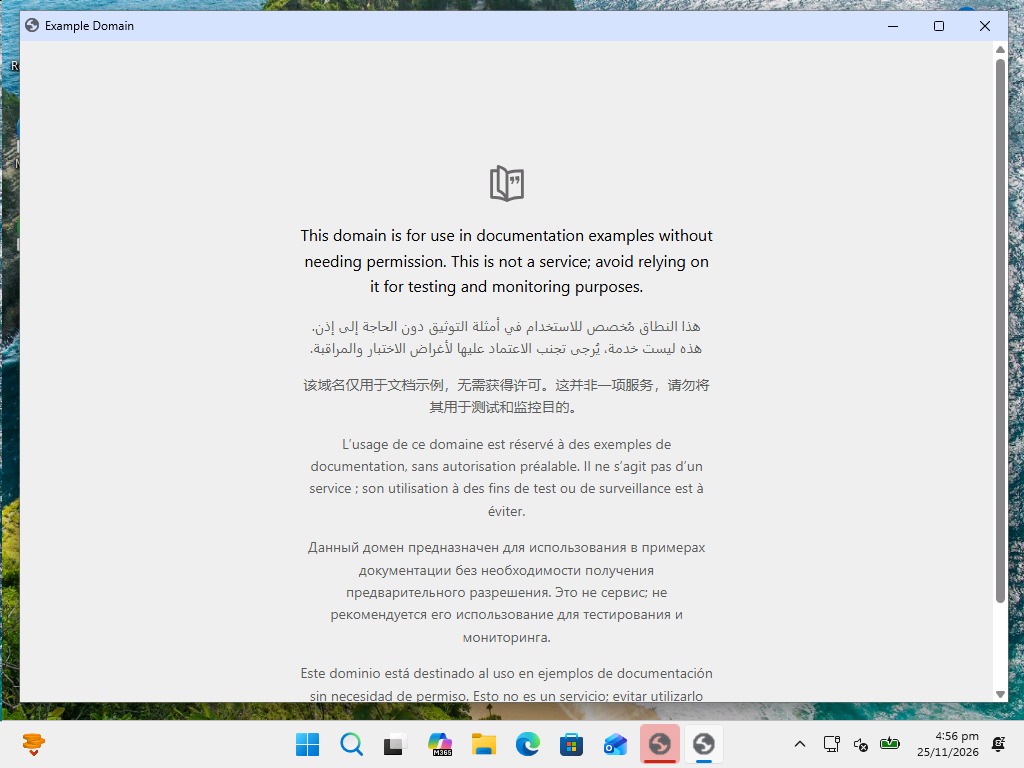 Example Domain
This domain is for use in documentation examples without
needing permission. This is not a service; avoid relying on
it for testing and monitoring purposes.
هذا النطاق مُخصص للاستخدام في أمثلة التوثيق دون الحاجة إلى إذن.
هذه ليست خدمة، يُرجى تجنب الاعتماد عليها لأغراض الاختبار والمراقبة.
该域名仅用于文档示例，无需获得许可。这并非一项服务，请勿将
其用于测试和监控目的。
L’usage de ce domaine est réservé à des exemples de
documentation, sans autorisation préalable. Il ne s’agit pas d’un
service ; son utilisation à des fins de test ou de surveillance est à
éviter.
Данный домен предназначен для использования в примерах
документации без необходимости получения
предварительного разрешения. Это не сервис; не
рекомендуется его использование для тестирования и
мониторинга.
Este dominio está destinado al uso en ejemplos de documentación
sin necesidad de permiso. Esto no es un servicio; evitar utilizarlo
M365
4:56 pm
25/11/2026